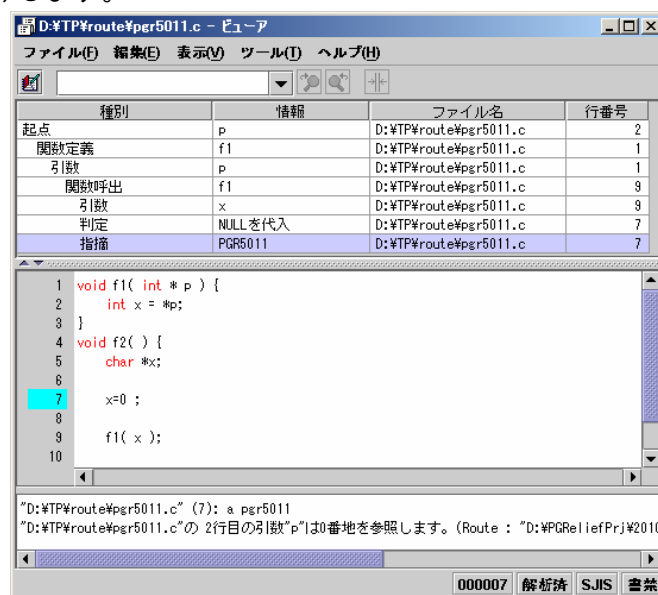 します。
D:¥TP¥route¥pgr5011.c - ビューア
ファイル(F) 編集(E) 表示(V) ツール(T) ヘルプ(H)
種別 情報 ファイル名 行番号
起点 p D:¥TP¥route¥pgr5011.c 2
関数定義 f1 D:¥TP¥route¥pgr5011.c 1
引数 p D:¥TP¥route¥pgr5011.c 1
関数呼出 f1 D:¥TP¥route¥pgr5011.c 9
引数 x D:¥TP¥route¥pgr5011.c 9
判定 NULLを代入 D:¥TP¥route¥pgr5011.c 7
指摘 PGR5011 D:¥TP¥route¥pgr5011.c 7
1 void f1( int * p ) {
2 int x = *p;
3 }
4 void f2( ) {
5 char *x;
6
7 x=0 ;
8
9 f1( x );
10
"D:¥TP¥route¥pgr5011.c" (7): a pgr5011
"D:¥TP¥route¥pgr5011.c"の 2行目の引数"p"は0番地を参照します。(Route : "D:¥PGReliefPrj¥2010
000007 解析済 SJIS 書禁